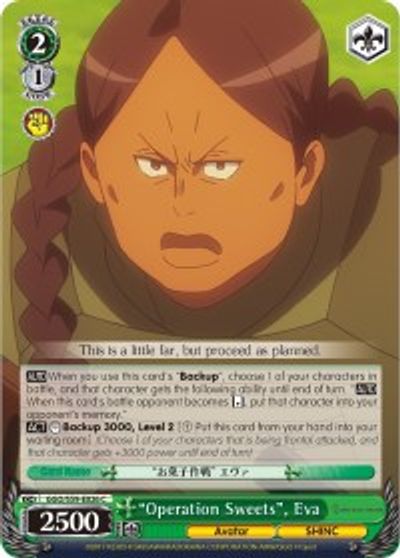 2
1
This is a little far, but proceed as planned.
AUTO When you use this card's "Backup", choose 1 of your characters
in battle, and that character gets the following ability until end of turn. "AUTO
When this card's battle opponent becomes [ ], put that character into your
opponent's memory."
ACT Backup 3000, Level 2 [(1) Put this card from your hand into your
waiting room] (Choose 1 of your characters that is being frontal attacked, and
that character gets +3000 power until end of turn)
Card Name "お菓子作戦" エヴァ
2500
"Operation Sweets", Eva
Avatar
SHINC